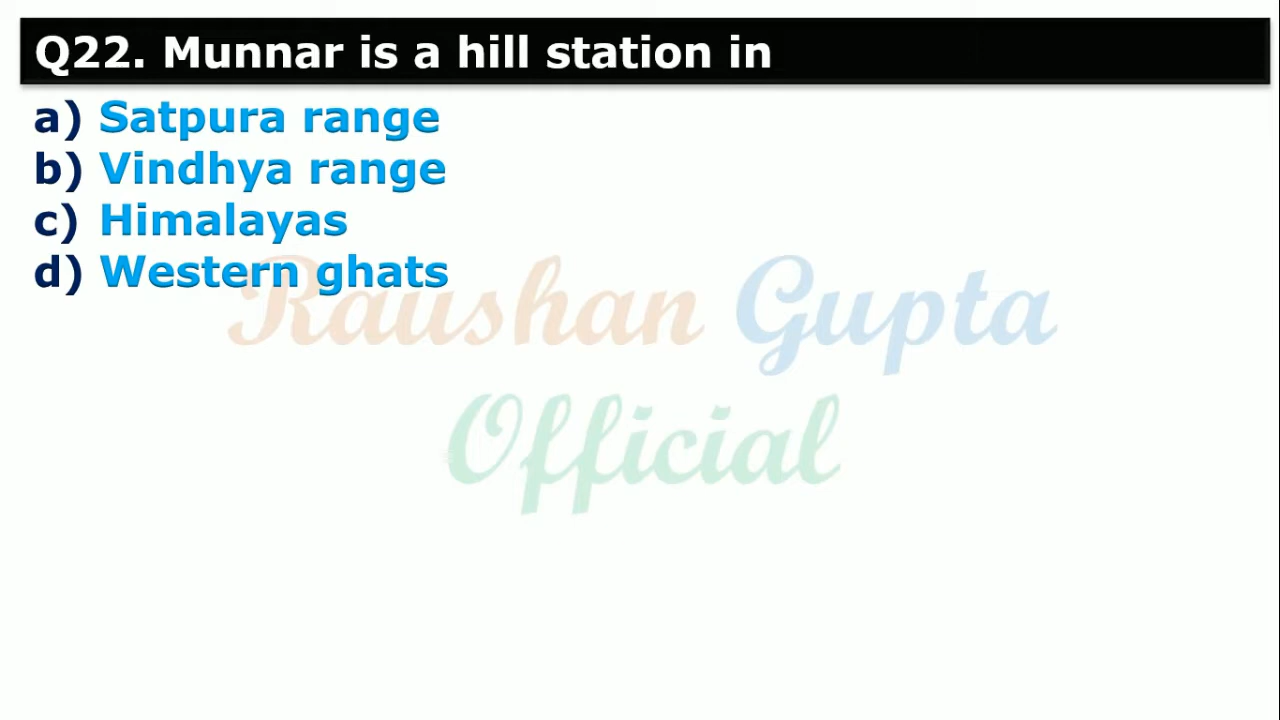 Q22. Munnar is a hill station in
a) Satpura range
b) Vindhya range
c) Himalayas
d) Western ghats
Raushan Gupta
Official